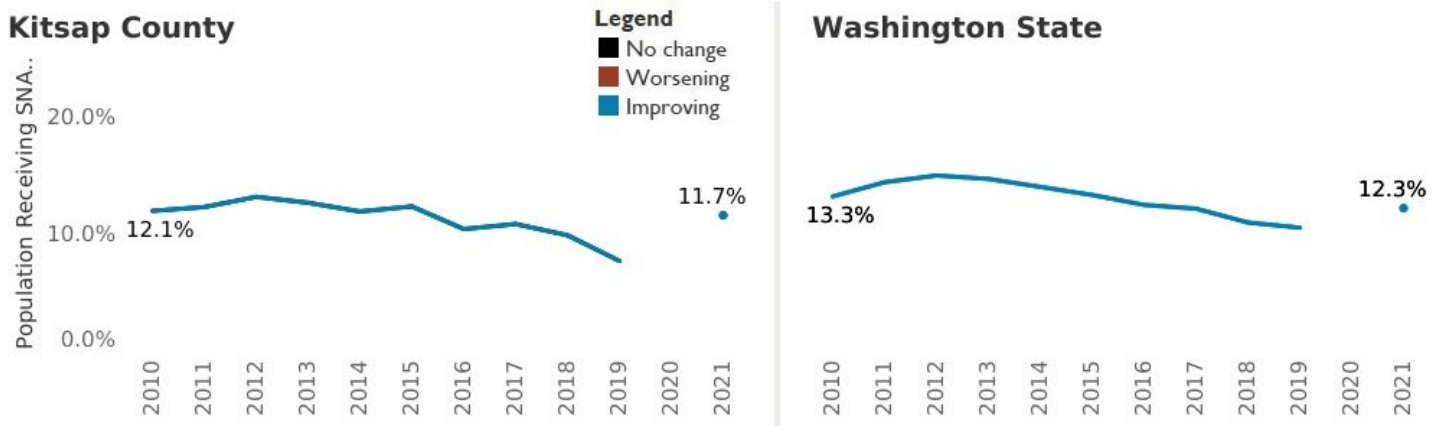 Kitsap County
Legend
No change
Worsening
Improving
Population Receiving SNA..
20.0%
10.0%
0.0%
12.1%
11.7%
2010 2011 2012 2013 2014 2015 2016 2017 2018 2019 2020 2021
Washington State
13.3%
12.3%
2010 2011 2012 2013 2014 2015 2016 2017 2018 2019 2020 2021